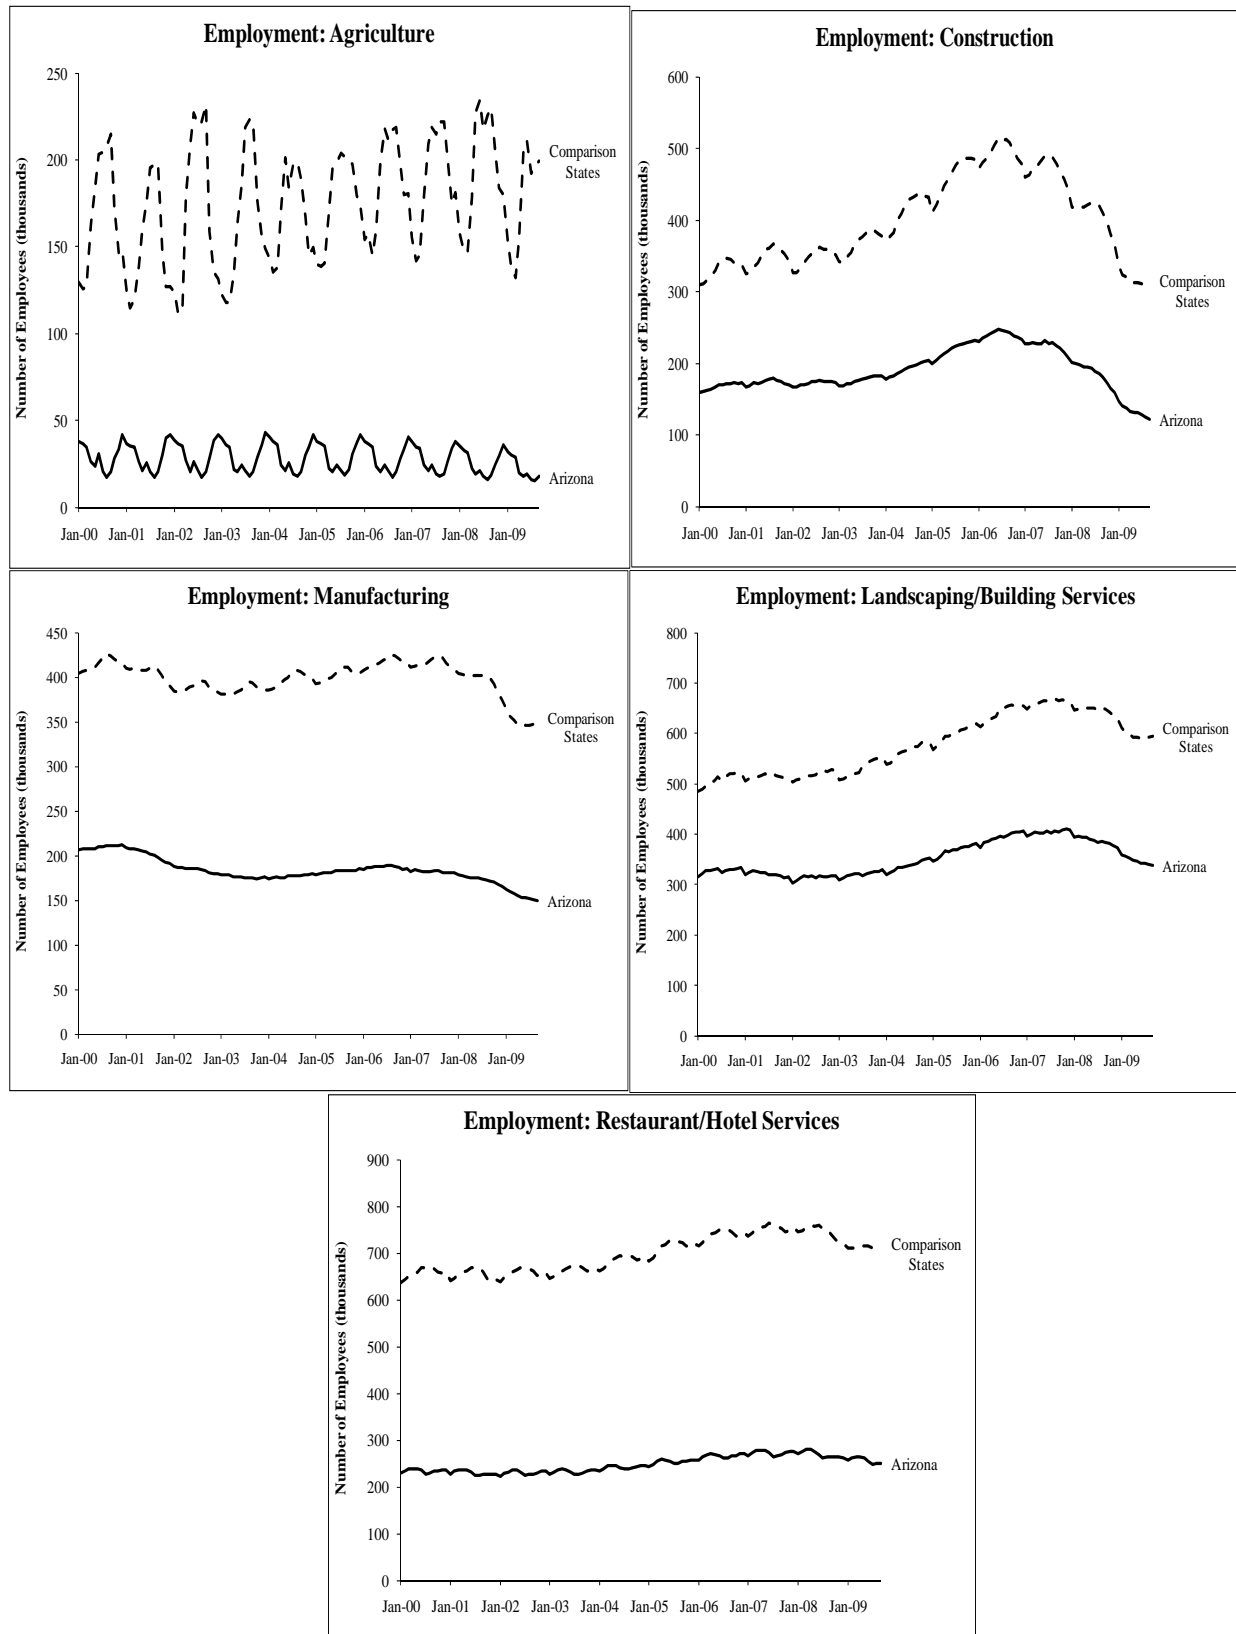 Employment: Agriculture
Number of Employees (thousands)
250
200
150
100
50
0
Comparison
States
Arizona
Jan-00 Jan-01 Jan-02 Jan-03 Jan-04 Jan-05 Jan-06 Jan-07 Jan-08 Jan-09
Employment: Construction
Number of Employees (thousands)
600
500
400
300
200
100
0
Comparison
States
Arizona
Jan-00 Jan-01 Jan-02 Jan-03 Jan-04 Jan-05 Jan-06 Jan-07 Jan-08 Jan-09
Employment: Manufacturing
Number of Employees (thousands)
450
400
350
300
250
200
150
100
50
0
Comparison
States
Arizona
Jan-00 Jan-01 Jan-02 Jan-03 Jan-04 Jan-05 Jan-06 Jan-07 Jan-08 Jan-09
Employment: Landscaping/Building Services
Number of Employees (thousands)
800
700
600
500
400
300
200
100
0
Comparison
States
Arizona
Jan-00 Jan-01 Jan-02 Jan-03 Jan-04 Jan-05 Jan-06 Jan-07 Jan-08 Jan-09
Employment: Restaurant/Hotel Services
Number of Employees (thousands)
900
800
700
600
500
400
300
200
100
0
Comparison
States
Arizona
Jan-00 Jan-01 Jan-02 Jan-03 Jan-04 Jan-05 Jan-06 Jan-07 Jan-08 Jan-09